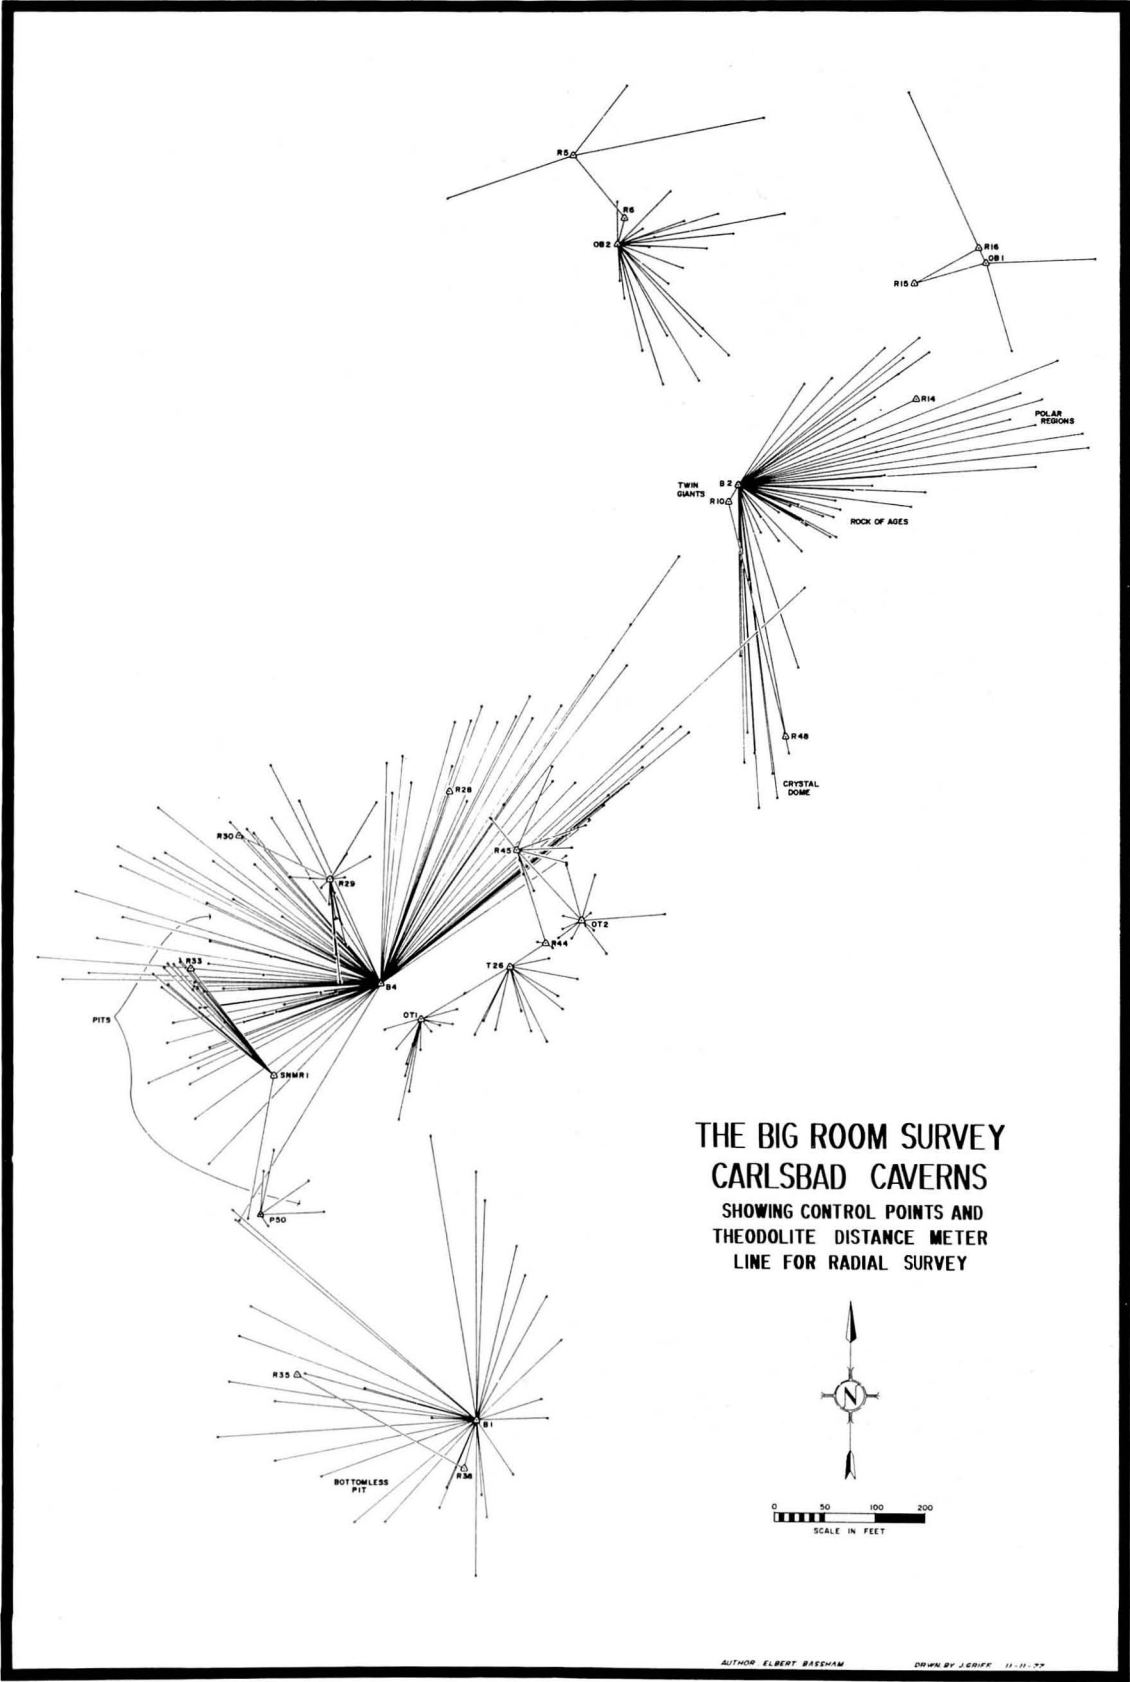 R5
R6
OB2
R16
OB1
R15
R14
POLAR
REGIONS
TWIN
GIANTS
B2
R10
ROCK OF AGES
R48
CRYSTAL
DOME
R28
R30
R45
R29
OT2
R44
R33
T26
B4
OT1
PITS
SNMR1
P50
THE BIG ROOM SURVEY
CARLSBAD CAVERNS
SHOWING CONTROL POINTS AND
THEODOLITE DISTANCE METER
LINE FOR RADIAL SURVEY
N
R35
B1
R38
BOTTOMLESS
PIT
0 50 100 200
SCALE IN FEET
AUTHOR ELBERT BASSHAM
DRWN BY J. GRIFF 11-11-77